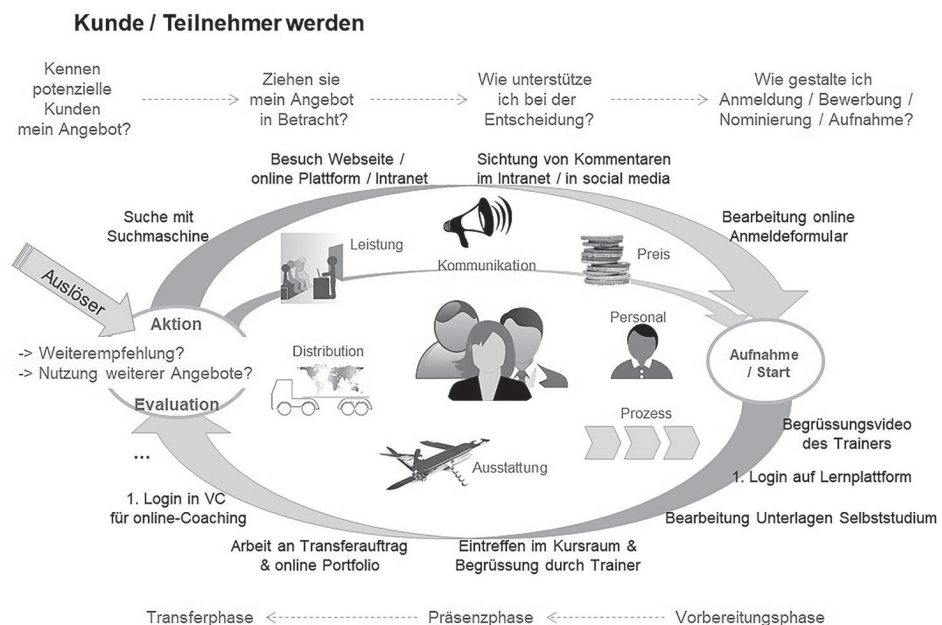 Kunde / Teilnehmer werden
Kennen
potenzielle
Kunden
mein Angebot?
Ziehen sie
mein Angebot
in Betracht?
Wie unterstütze
ich bei der
Entscheidung?
Wie gestalte ich
Anmeldung / Bewerbung /
Nominierung / Aufnahme?
Besuch Webseite /
online Plattform / Intranet
Sichtung von Kommentaren
im Intranet / in social media
Suche mit
Suchmaschine
Bearbeitung online
Anmeldeformular
Auslöser
Leistung
Kommunikation
Preis
Aktion
-> Weiterempfehlung?
-> Nutzung weiterer Angebote?
Evaluation
Distribution
Personal
Aufnahme
/ Start
Prozess
Ausstattung
Begrüssungsvideo
des Trainers
1. Login auf Lernplattform
Bearbeitung Unterlagen Selbststudium
...
1. Login in VC
für online-Coaching
Arbeit an Transferauftrag
& online Portfolio
Eintreffen im Kursraum &
Begrüssung durch Trainer
Transferphase
Präsenzphase
Vorbereitungsphase